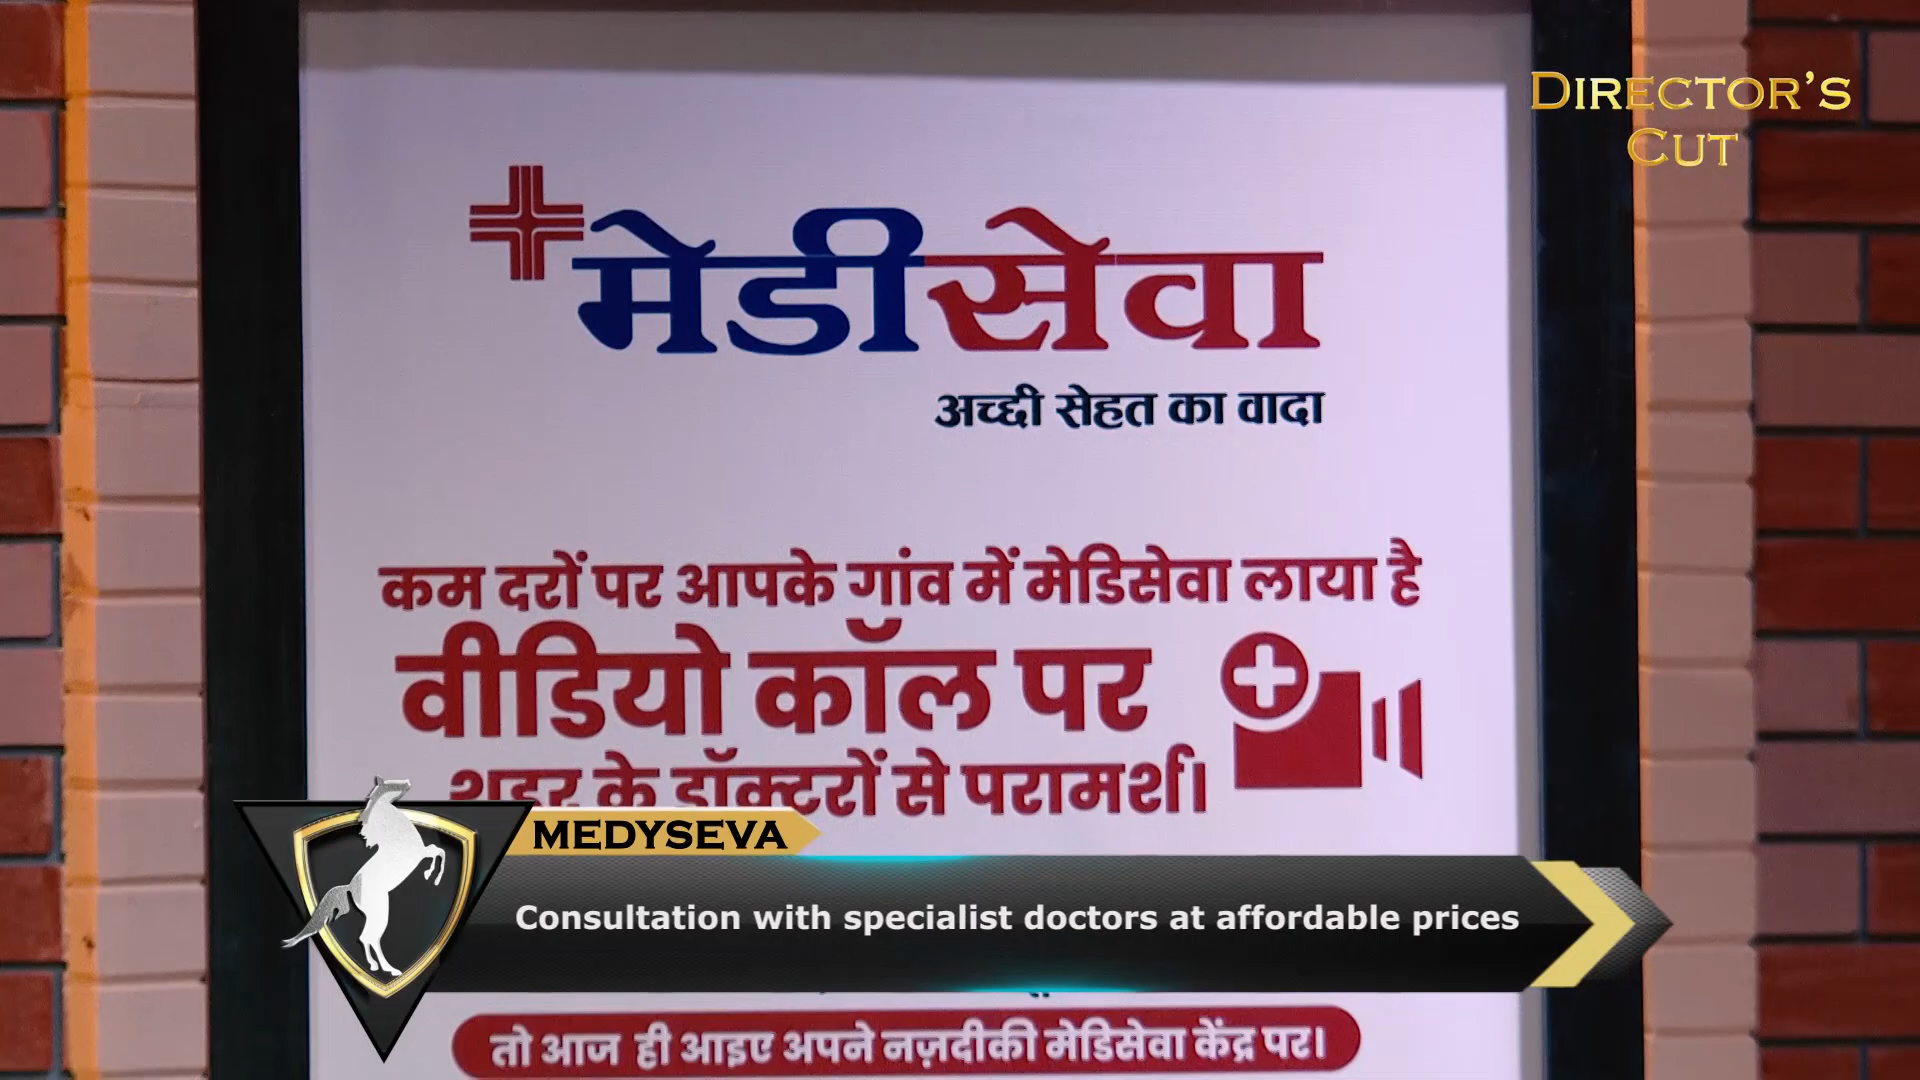 DIRECTOR'S
CUT
मेडीसेवा
अच्छी सेहत का वादा
कम दरों पर आपके गांव में मेडिसेवा लाया है
वीडियो कॉल पर
शहर के डॉक्टरों से परामर्श।
MEDYSEVA
Consultation with specialist doctors at affordable prices
तो आज ही आइए अपने नज़दीकी मेडिसेवा केंद्र पर।